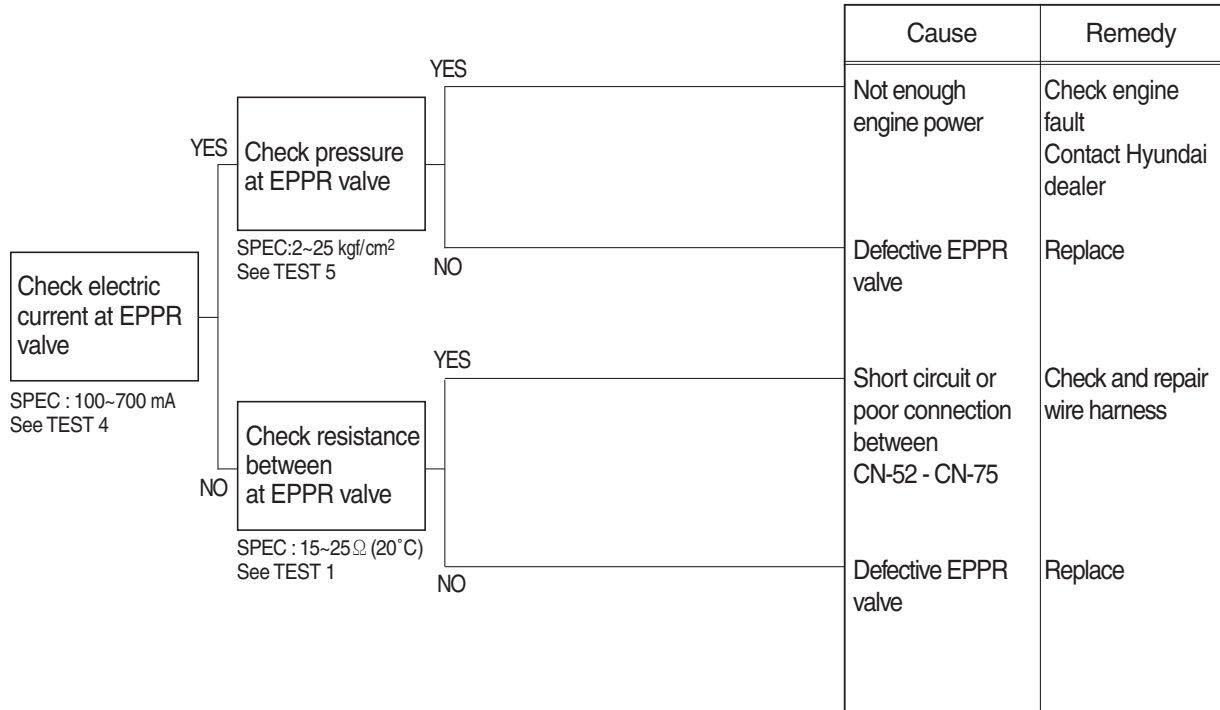 Cause
Remedy
YES
Not enough
engine power
Check engine
fault
Contact Hyundai
dealer
YES
Check pressure
at EPPR valve
SPEC:2~25 kgf/cm²
See TEST 5
NO
Defective EPPR
valve
Replace
Check electric
current at EPPR
valve
SPEC : 100~700 mA
See TEST 4
YES
Short circuit or
poor connection
between
CN-52 - CN-75
Check and repair
wire harness
NO
Check resistance
between
at EPPR valve
SPEC : 15~25Ω (20˚C)
See TEST 1
NO
Defective EPPR
valve
Replace